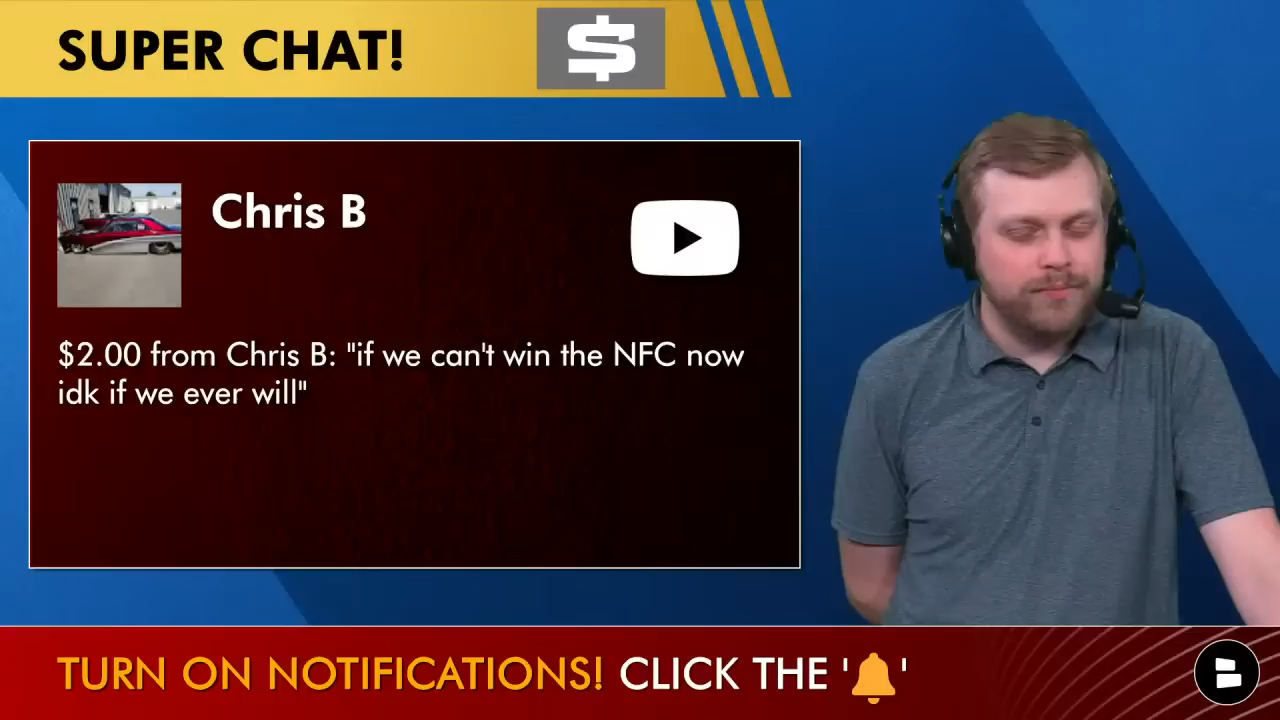 SUPER CHAT!
$
Chris B
$2.00 from Chris B: "if we can't win the NFC now
idk if we ever will"
TURN ON NOTIFICATIONS! CLICK THE '🔔'